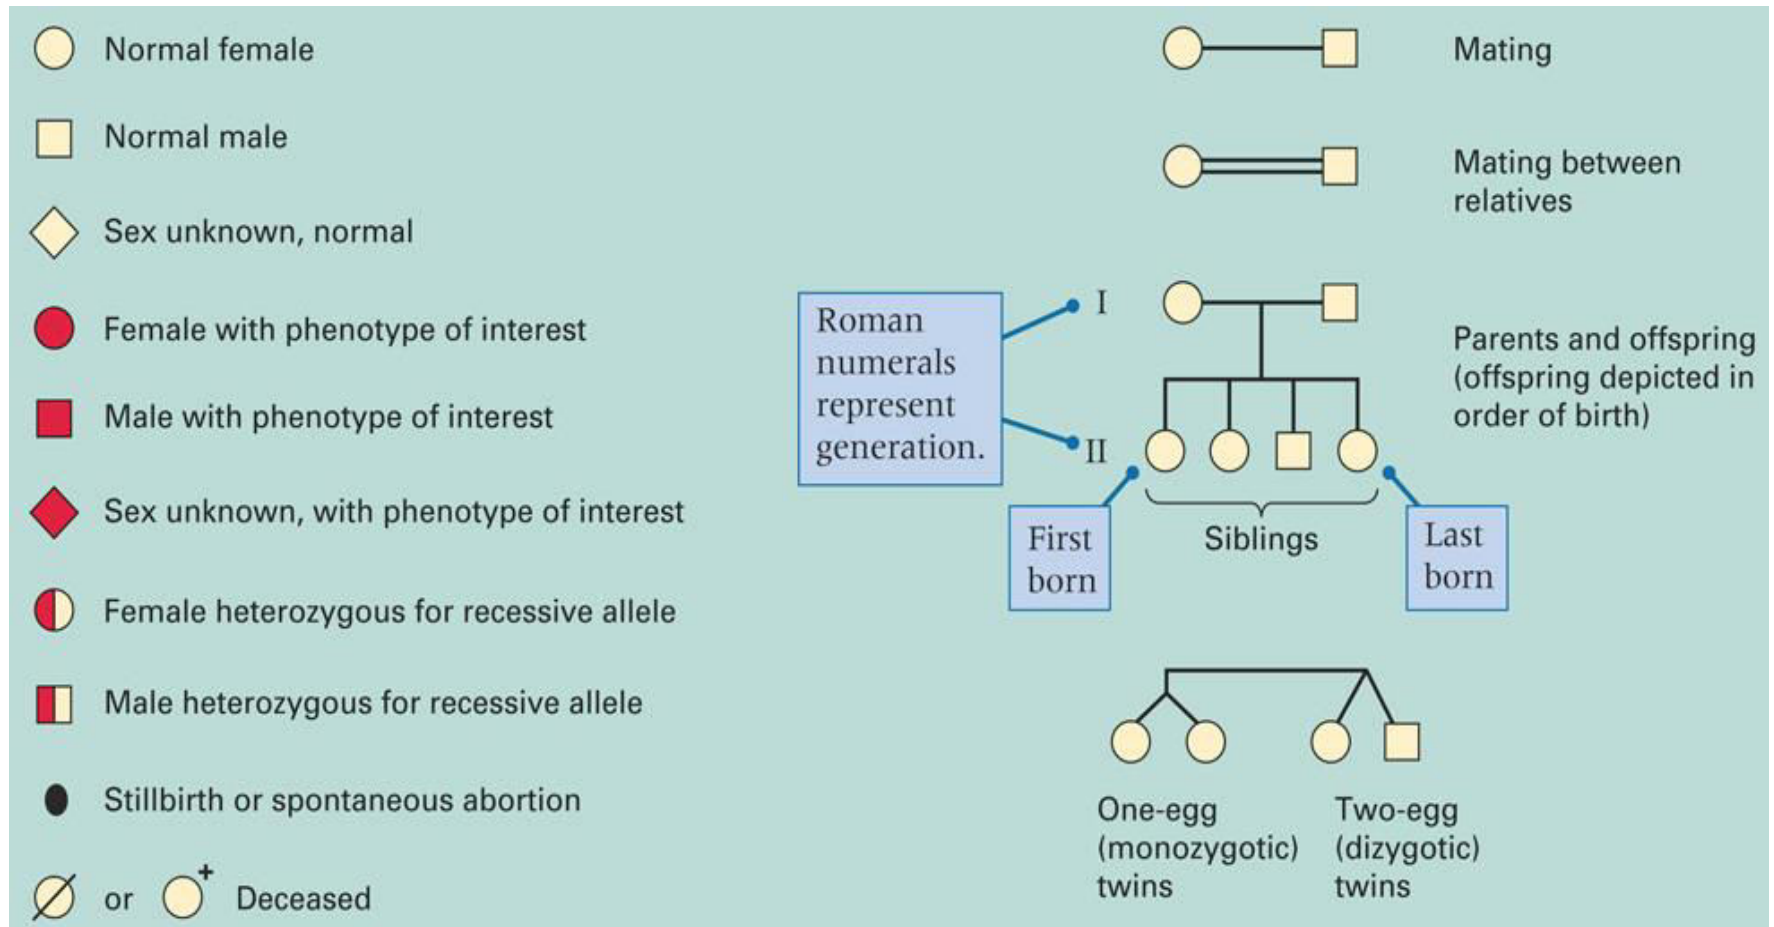 Normal female
Normal male
Sex unknown, normal
Female with phenotype of interest
Male with phenotype of interest
Sex unknown, with phenotype of interest
Female heterozygous for recessive allele
Male heterozygous for recessive allele
Stillbirth or spontaneous abortion
or + Deceased
Mating
Mating between
relatives
Roman
numerals
represent
generation.
I
II
First
born
Siblings
Last
born
Parents and offspring
(offspring depicted in
order of birth)
One-egg
(monozygotic)
twins
Two-egg
(dizygotic)
twins